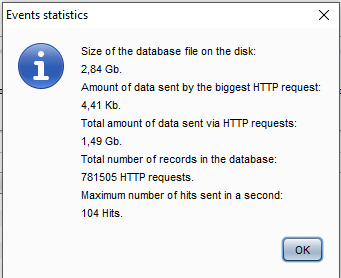 Events statistics
Size of the database file on the disk:
2,84 Gb.
Amount of data sent by the biggest HTTP request:
4,41 Kb.
Total amount of data sent via HTTP requests:
1,49 Gb.
Total number of records in the database:
781505 HTTP requests.
Maximum number of hits sent in a second:
104 Hits.
OK